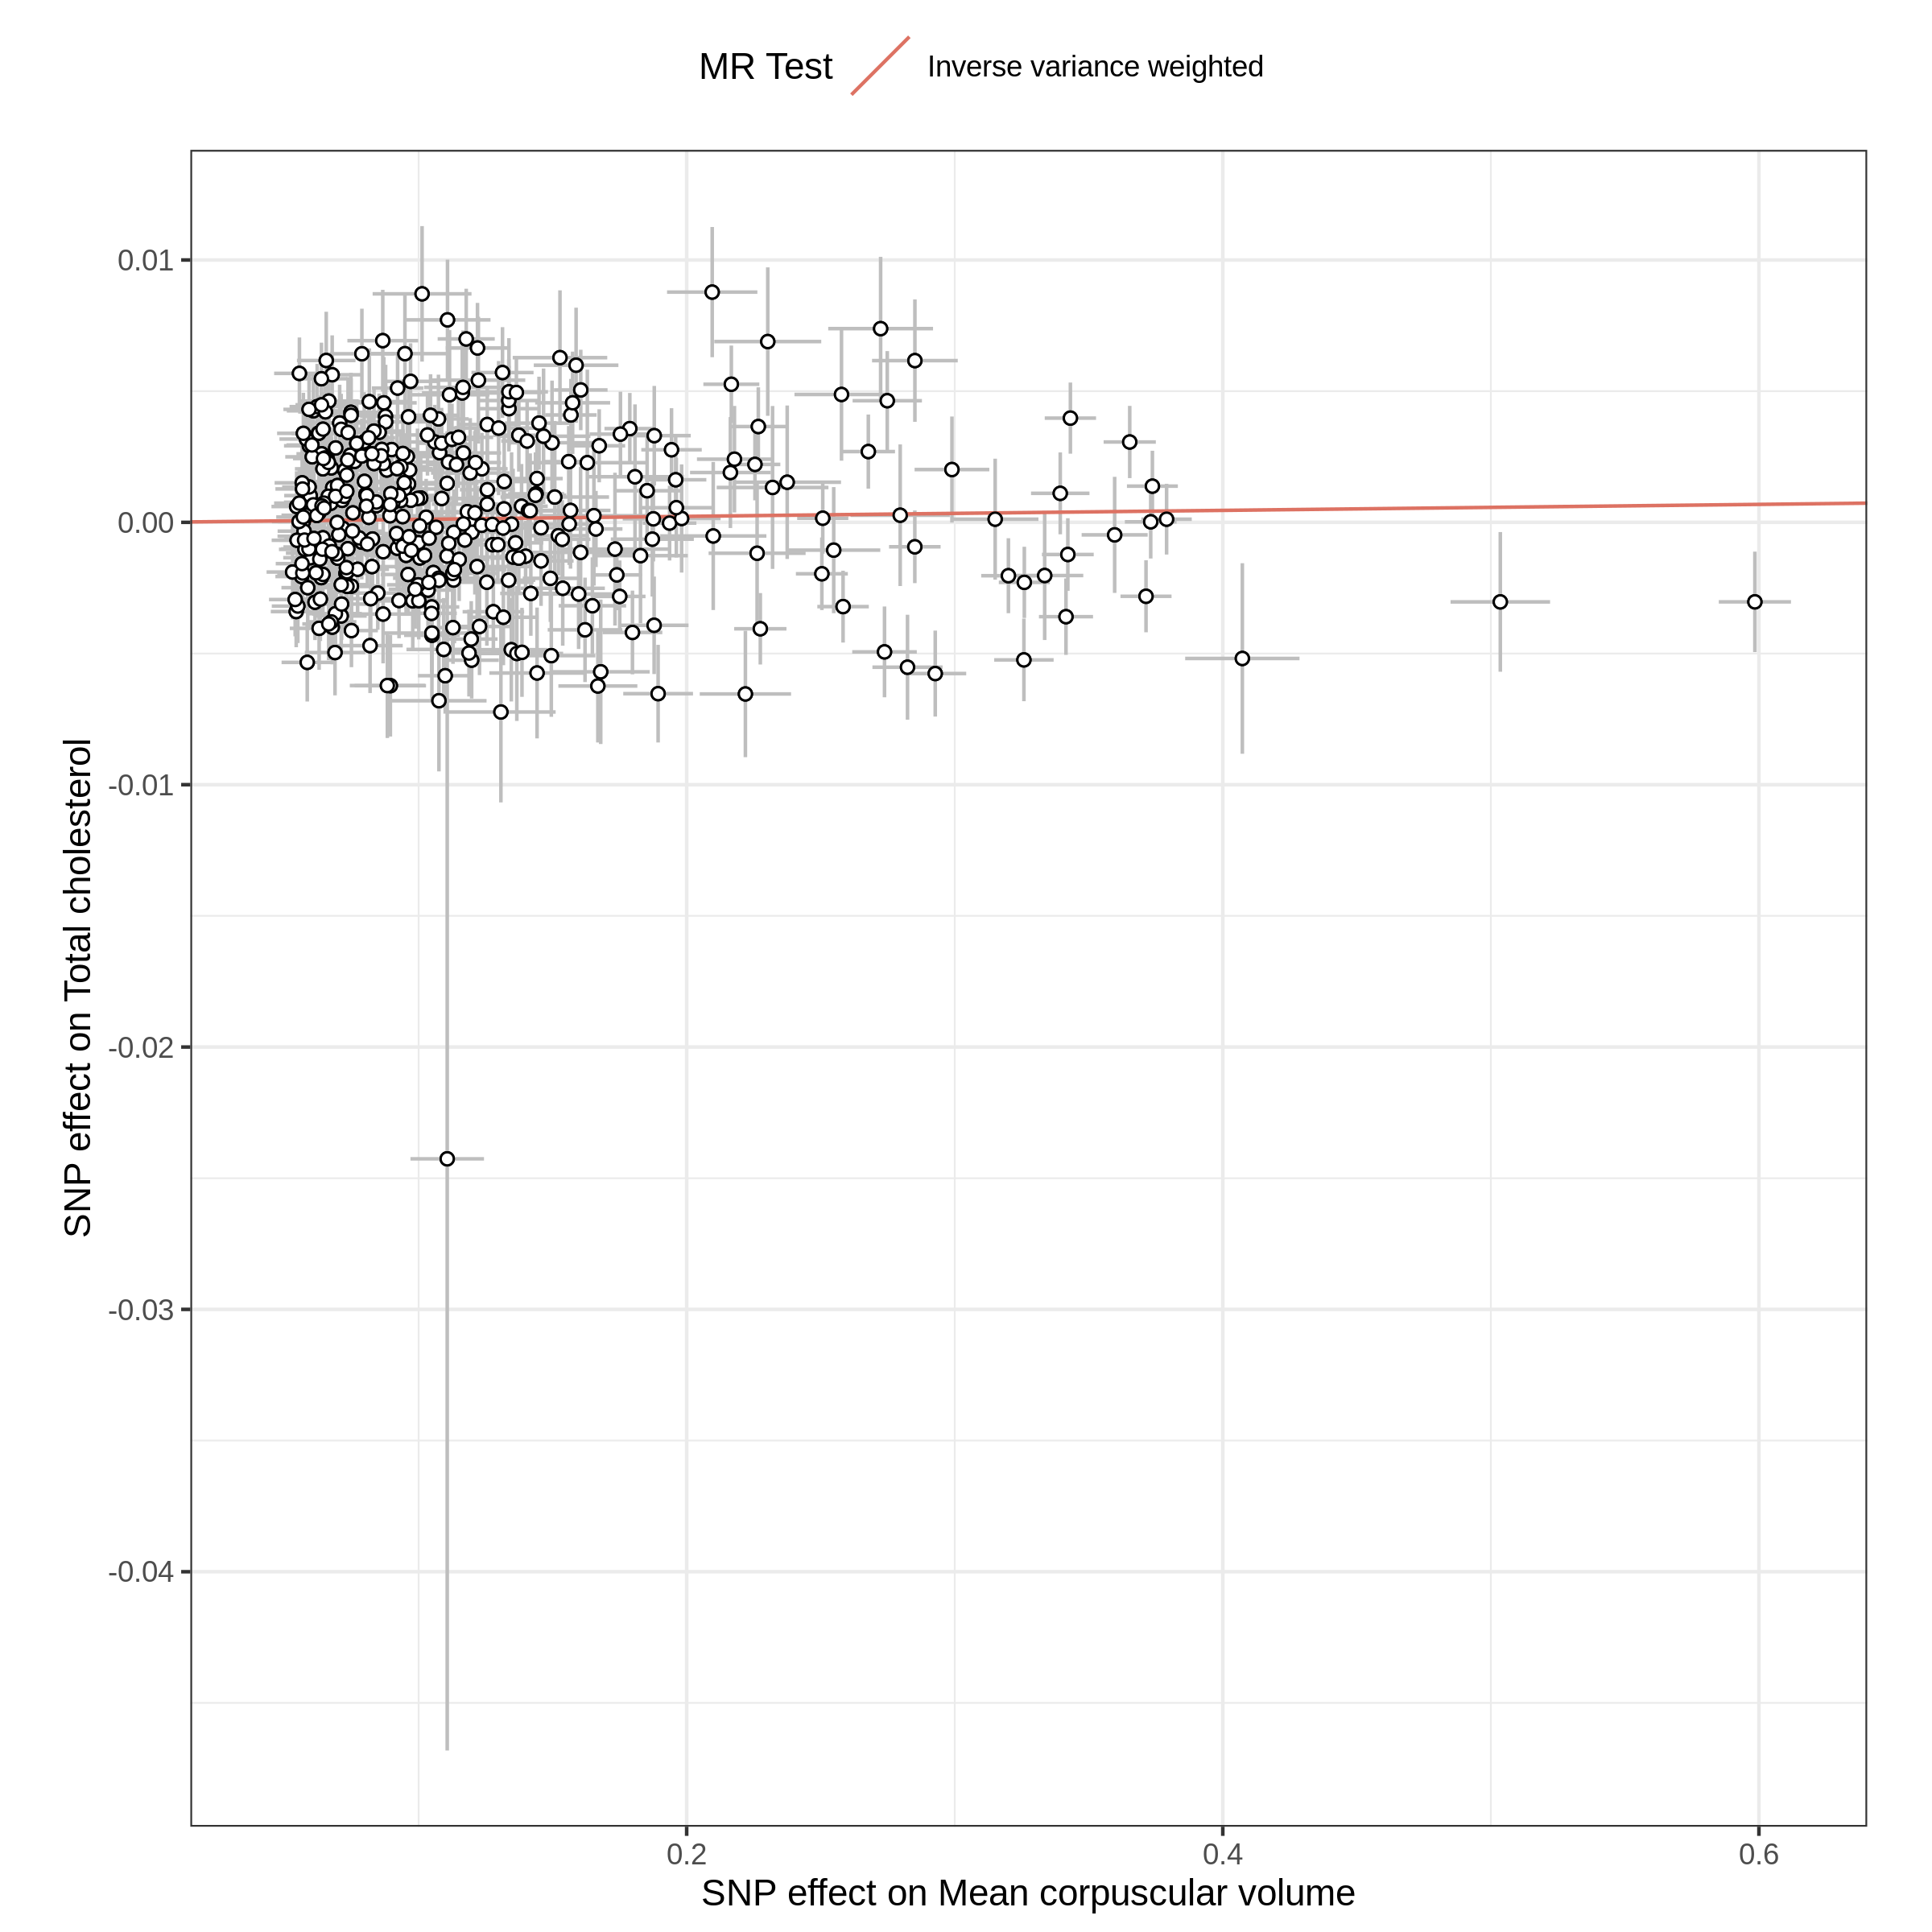 MR Test
Inverse variance weighted
SNP effect on Total cholesterol
0.01
0.00
-0.01
-0.02
-0.03
-0.04
0.2
0.4
0.6
SNP effect on Mean corpuscular volume